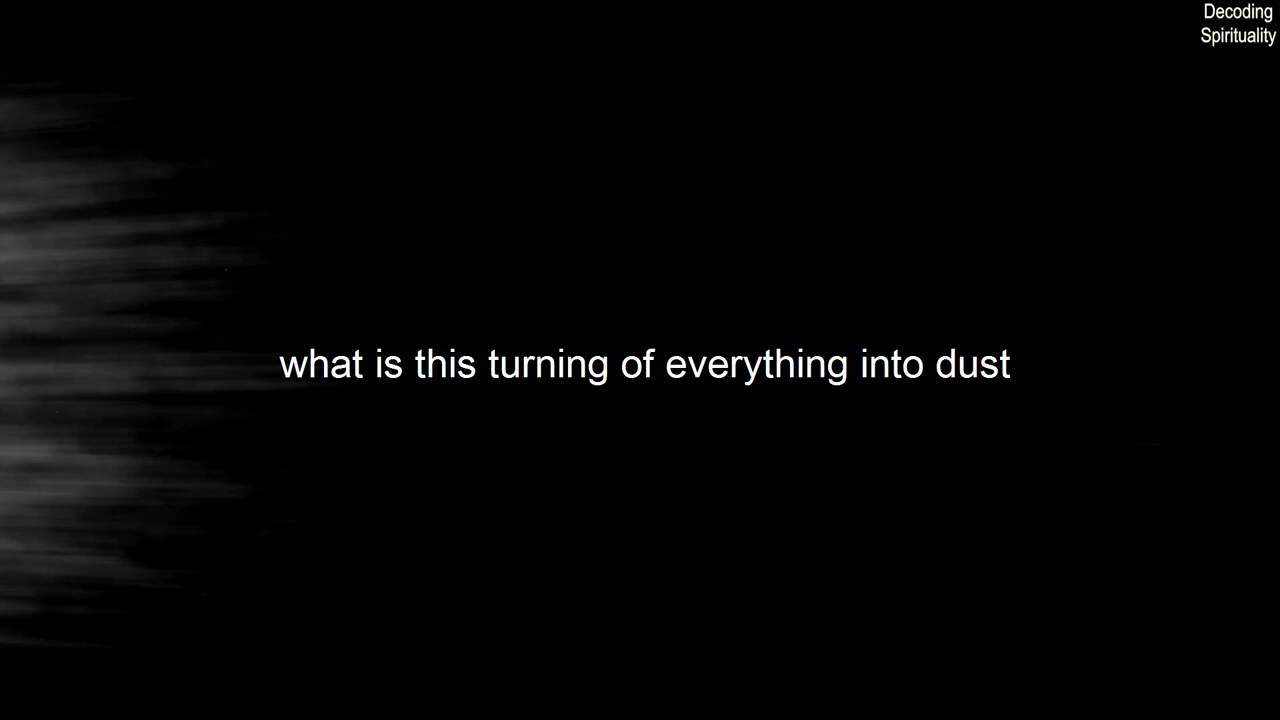 Decoding
Spirituality
what is this turning of everything into dust